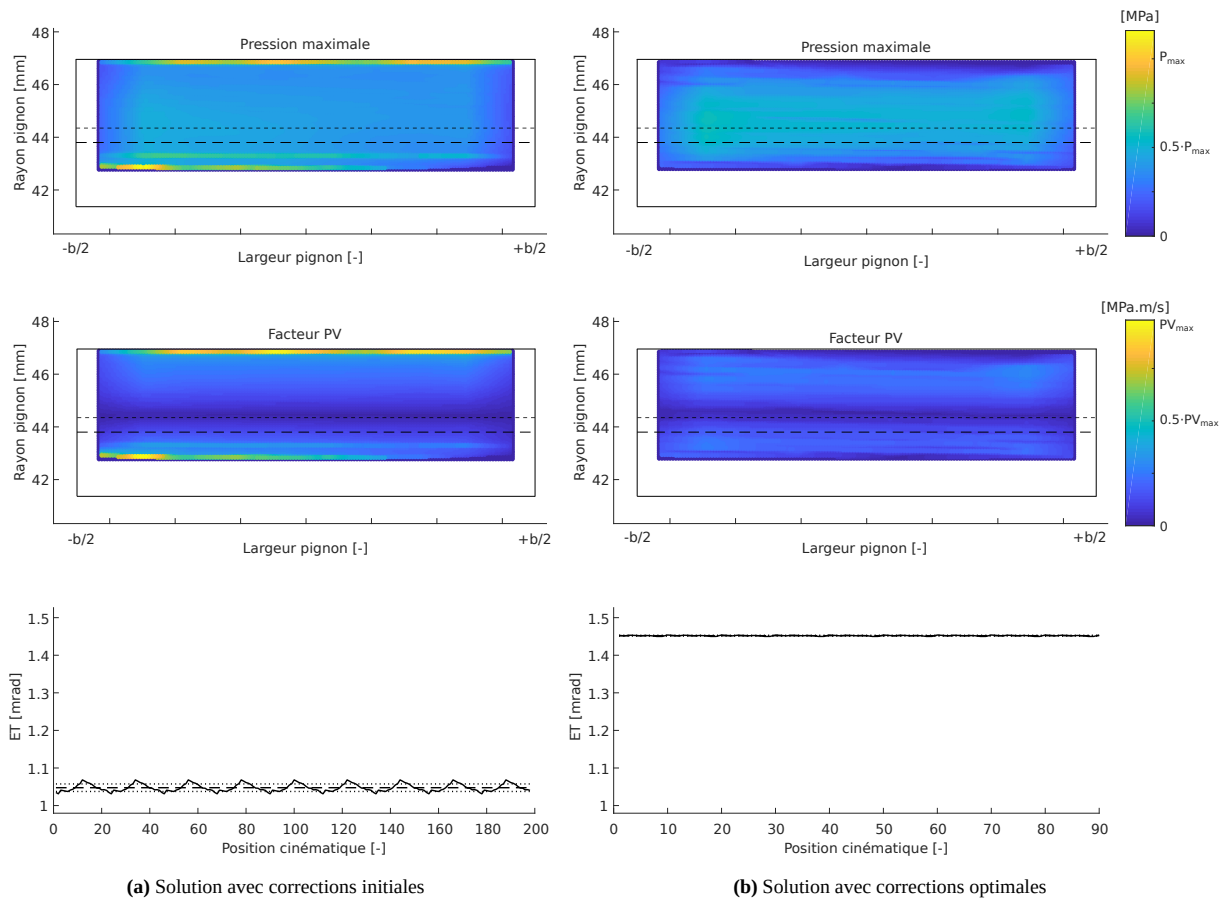 Pression maximale
Rayon pignon [mm]
48
46
44
42
-b/2
+b/2
Largeur pignon [-]
Pression maximale
Rayon pignon [mm]
48
46
44
42
-b/2
+b/2
Largeur pignon [-]
[MPa]
Pmax
0.5·Pmax
0
Facteur PV
Rayon pignon [mm]
48
46
44
42
-b/2
+b/2
Largeur pignon [-]
Facteur PV
Rayon pignon [mm]
48
46
44
42
-b/2
+b/2
Largeur pignon [-]
[MPa.m/s]
PVmax
0.5·PVmax
0
ET [mrad]
1.5
1.4
1.3
1.2
1.1
1
0 20 40 60 80 100 120 140 160 180 200
Position cinématique [-]
ET [mrad]
1.5
1.4
1.3
1.2
1.1
1
0 10 20 30 40 50 60 70 80 90
Position cinématique [-]
(a) Solution avec corrections initiales
(b) Solution avec corrections optimales